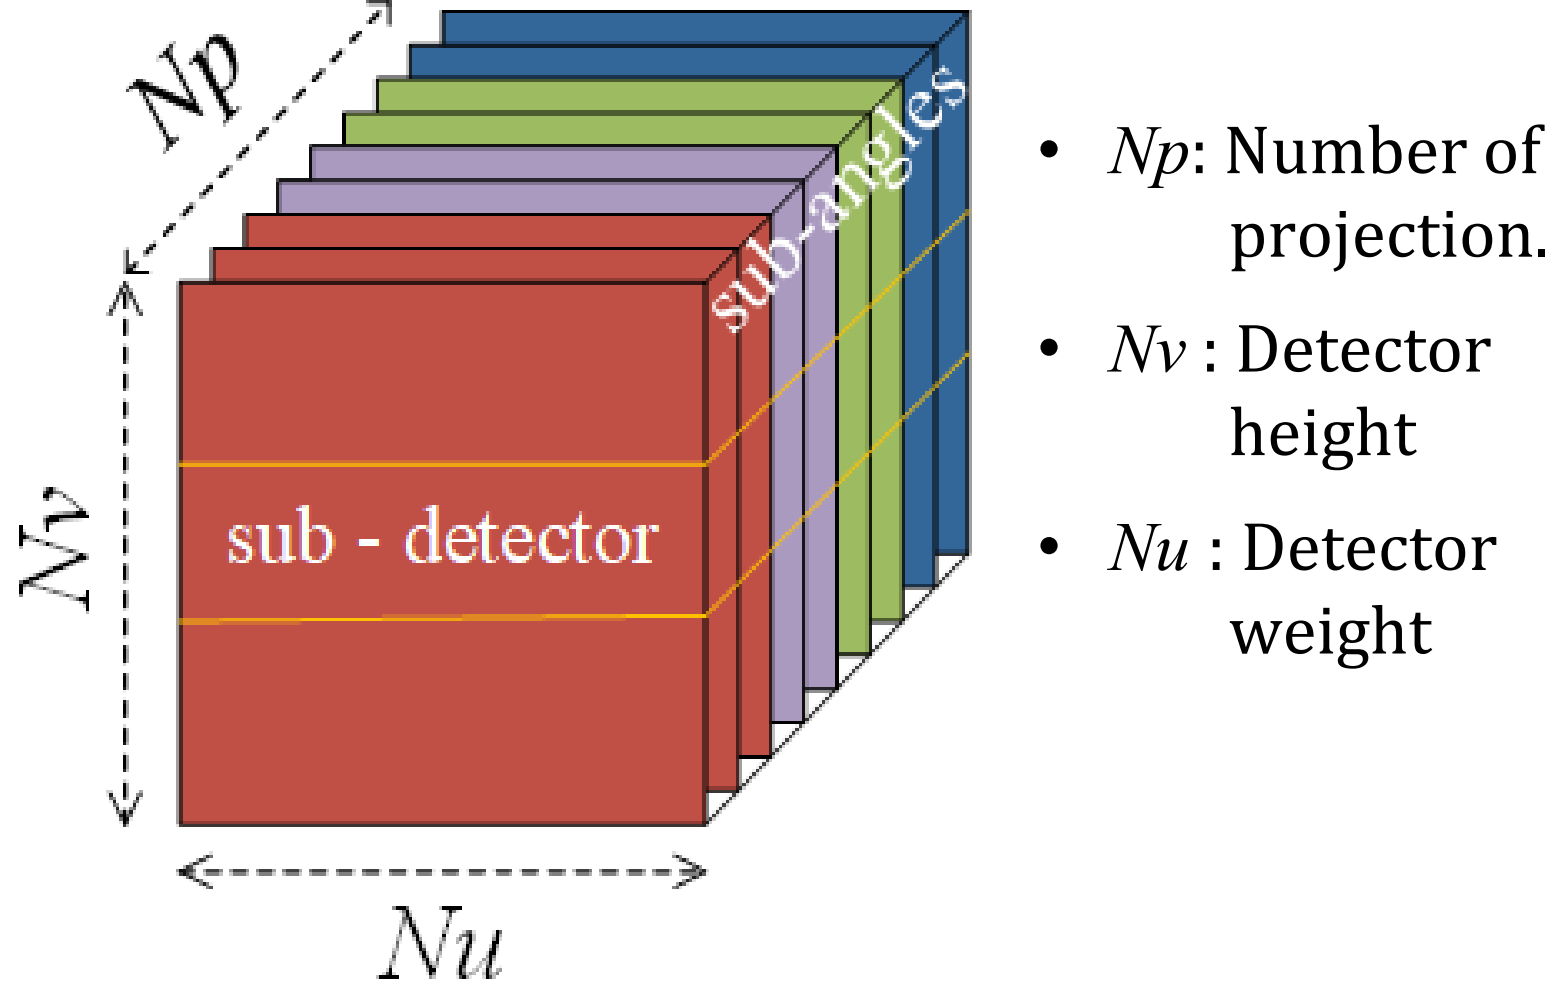 Np
sub-angles
Nv
sub - detector
Nu
• Np: Number of
projection.
• Nv : Detector
height
• Nu : Detector
weight